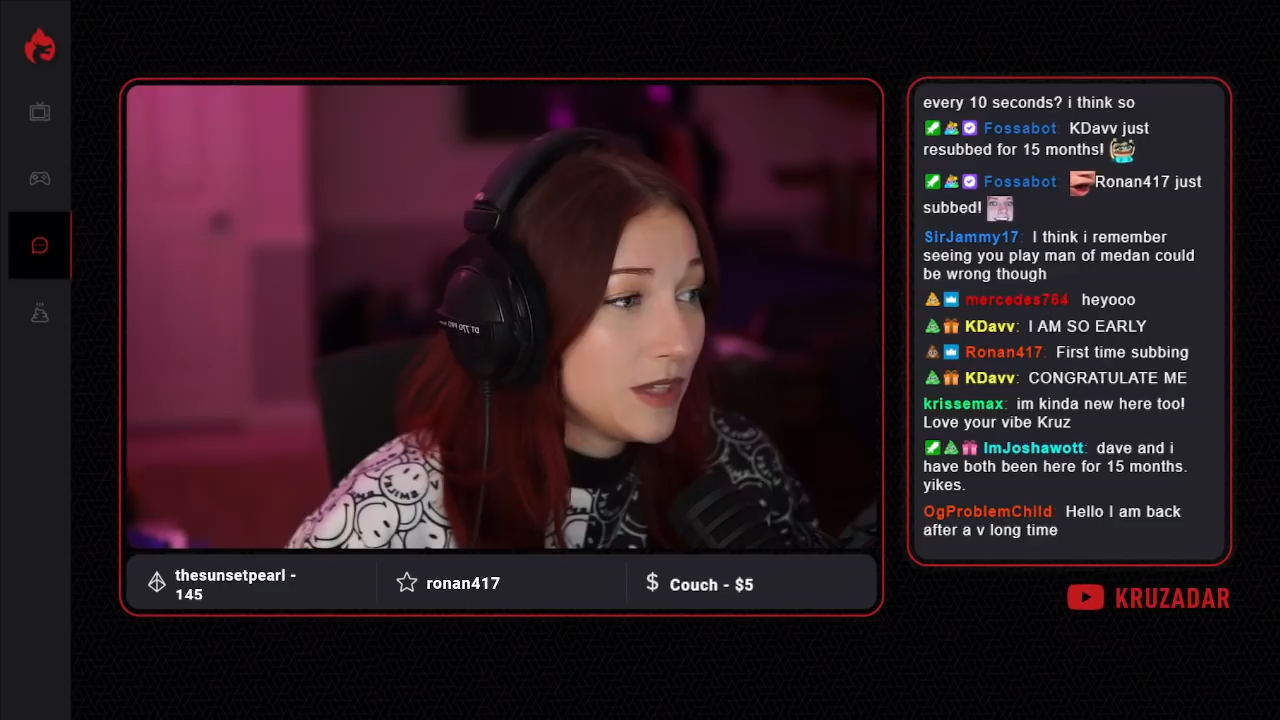 every 10 seconds? i think so
Fossabot: KDavv just
resubbed for 15 months!
Fossabot: Ronan417 just
subbed!
SirJammy17: I think i remember
seeing you play man of medan could
be wrong though
mercedes764 heyooo
KDavv: I AM SO EARLY
Ronan417: First time subbing
KDavv: CONGRATULATE ME
krissemax: im kinda new here too!
Love your vibe Kruz
ImJoshawott: dave and i
have both been here for 15 months.
yikes.
OgProblemChild: Hello I am back
after a v long time
DT 770 PRO
thesunsetpearl -
145
ronan417
$ Couch - $5
KRUZADAR